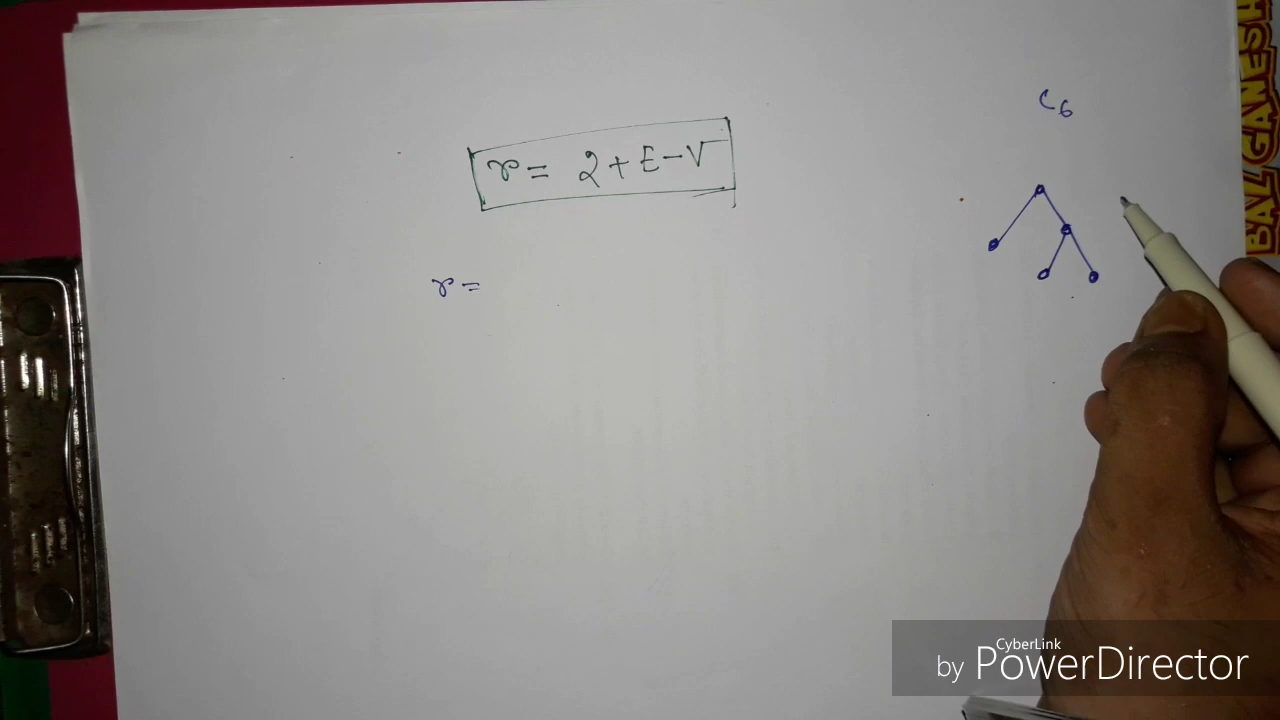 C6
r = 2 + E - V
r =
BAL GANESH
CyberLink
by PowerDirector